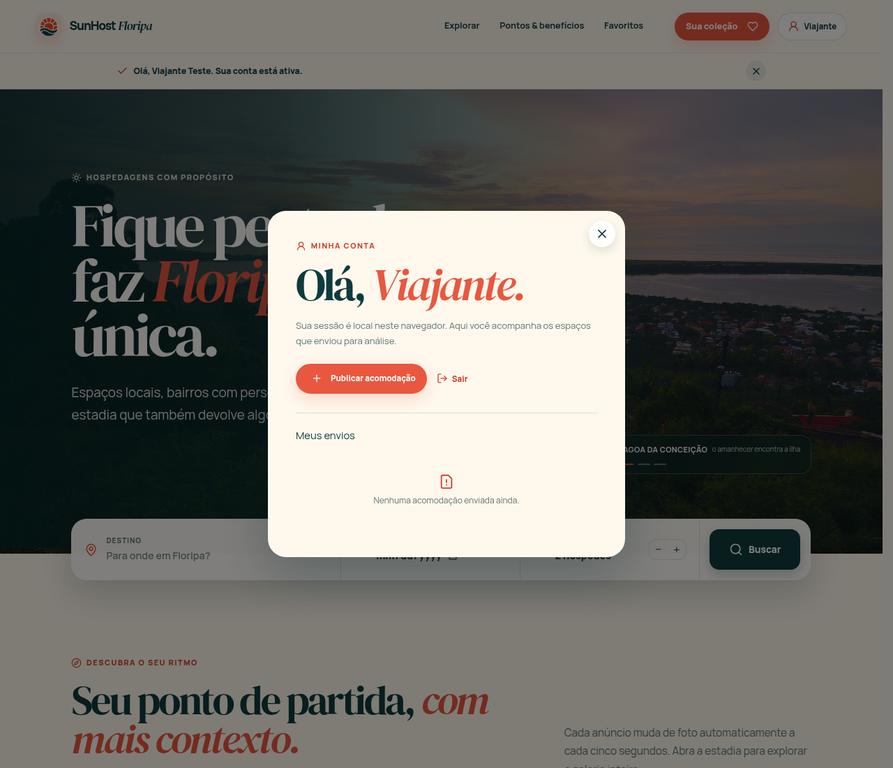 SunHost Floripa
Explorar
Pontos & benefícios
Favoritos
Sua coleção
Viajante
Olá, Viajante Teste. Sua conta está ativa.
HOSPEDAGENS COM PROPÓSITO
Fique
faz
única.
Espaços locais, bairros com
estadia que também devolve
MINHA CONTA
Olá, Viajante.
Sua sessão é local neste navegador. Aqui você acompanha os espaços
que enviou para análise.
Publicar acomodação
Sair
Meus envios
Nenhuma acomodação enviada ainda.
AGOA DA CONCEIÇÃO o amanhecer encontra a ilha
DESTINO
Para onde em Floripa?
Buscar
DESCUBRA O SEU RITMO
Seu ponto de partida, com
mais contexto.
Cada anúncio muda de foto automaticamente a
cada cinco segundos. Abra a estadia para explorar